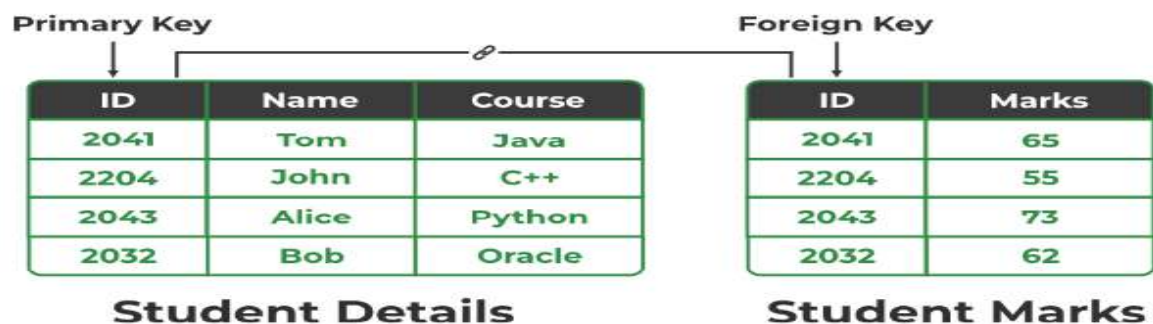 Primary Key Foreign Key
ID Name Course ID Marks
2041 Tom Java 2041 65
2204 John C++ 2204 55
2043 Alice Python 2043 73
2032 Bob Oracle 2032 62
Student Details Student Marks